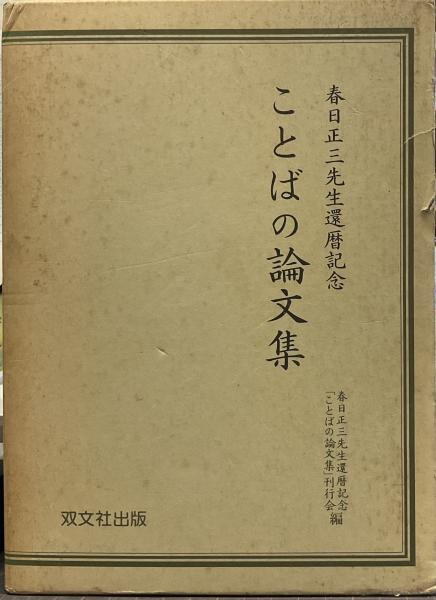 春日正三先生還暦記念
ことばの論文集
春日正三先生還暦記念
「ことばの論文集」刊行会編
双文社出版